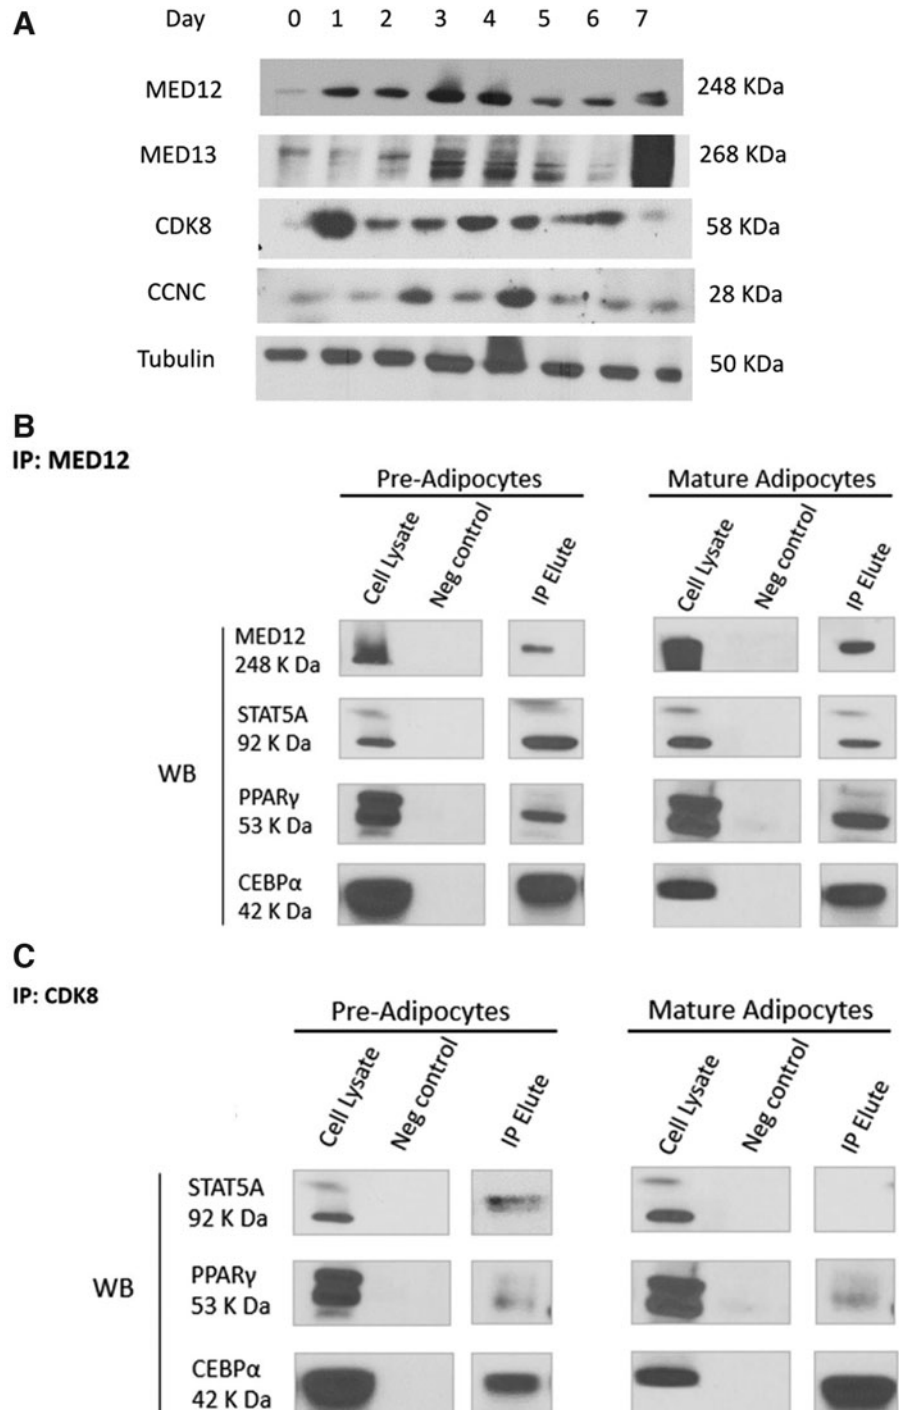 A
Day 0 1 2 3 4 5 6 7
MED12 248 KDa
MED13 268 KDa
CDK8 58 KDa
CCNC 28 KDa
Tubulin 50 KDa
B
IP: MED12
Pre-Adipocytes Mature Adipocytes
Cell Lysate Neg control IP Elute Cell Lysate Neg control IP Elute
WB
MED12
248 K Da
STAT5A
92 K Da
PPARγ
53 K Da
CEBPα
42 K Da
C
IP: CDK8
Pre-Adipocytes Mature Adipocytes
Cell Lysate Neg control IP Elute Cell Lysate Neg control IP Elute
WB
STAT5A
92 K Da
PPARγ
53 K Da
CEBPα
42 K Da